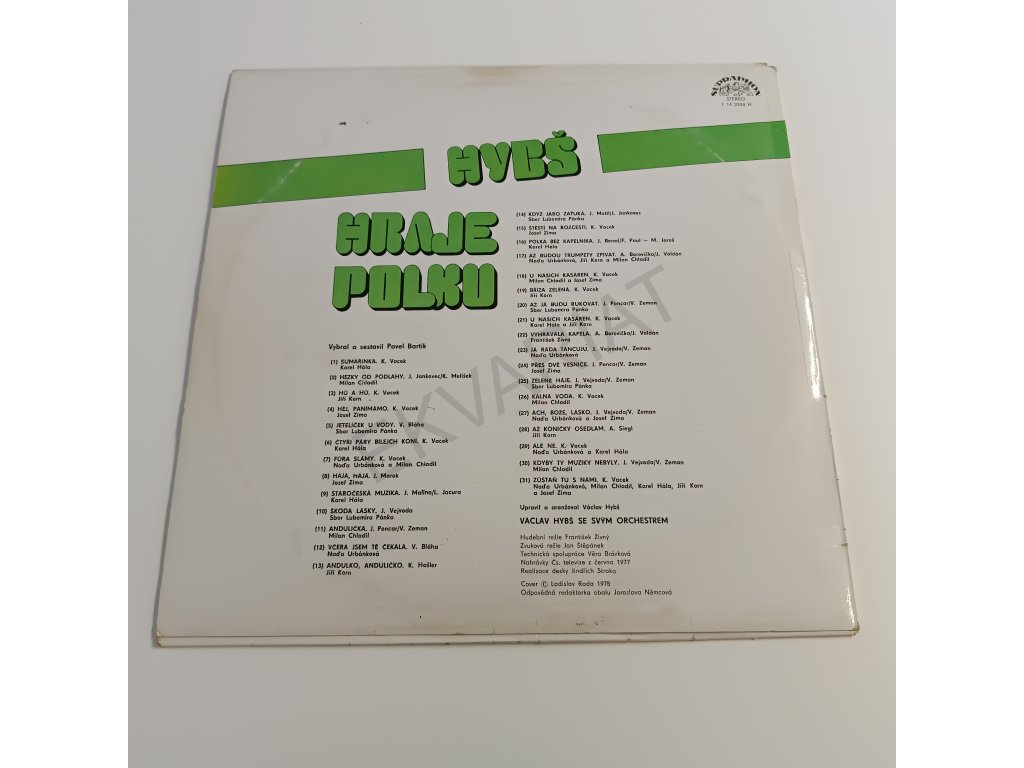 SUPRAPHON
STEREO
HYBŠ
HRAJE
POLKU
Vybral a sestavil Pavel Bartík
(1) ŠUMARINKA. K. Vacek
Karel Hála
(2) HEZKY OD PODLAHY. J. Jankovec/K. Melíšek
Milan Chladil
(3) HÚ A HÚ. K. Vacek
Jiří Korn
(4) HEJ, PANÍMÁMO. K. Vacek
Josef Zíma
(5) JETELÍČEK U VODY. V. Bláha
Sbor Lubomíra Pánka
(6) ČTYŘI PÁRY BÍLEJCH KONÍ. K. Vacek
Karel Hála
(7) FŮRA SLÁMY. K. Vacek
Naďa Urbánková a Milan Chladil
(8) HÁJA, HÁJA. J. Marek
Josef Zíma
(9) STAROČESKÁ MUZIKA. J. Malina/L. Jacura
Karel Hála
(10) ŠKODA LÁSKY. J. Vejvoda
Sbor Lubomíra Pánka
(11) ANDULIČKA. J. Poncar/V. Zeman
Milan Chladil
(12) VČERA JSEM TĚ ČEKALA. V. Bláha
Naďa Urbánková
(13) ANDULKO, ANDULIČKO. K. Hašler
Jiří Korn
(14) KDYŽ JARO ZAŤUKÁ. J. Mottl/J. Jankovec
Sbor Lubomíra Pánka
(15) ŠTĚSTÍ NA ROZCESTÍ. K. Vacek
Josef Zíma
(16) POLKA BEZ KAPELNÍKA. J. Beneš/F. Paul – M. Jaroš
Karel Hála
(17) AŽ BUDOU TRUMPETY ZPÍVAT. A. Borovička/J. Valdán
Naďa Urbánková, Jiří Korn a Milan Chladil
(18) U NAŠICH KASÁREN. K. Vacek
Milan Chladil a Josef Zíma
(19) BŘÍZA ZELENÁ. K. Vacek
Jiří Korn
(20) AŽ JÁ BUDU RUKOVAT. J. Poncar/V. Zeman
Sbor Lubomíra Pánka
(21) U NAŠICH KASÁREN. K. Vacek
Karel Hála a Jiří Korn
(22) VYHRÁVALA KAPELA. A. Borovička/J. Valdán
František Živný
(23) JÁ RÁDA TANCUJU. J. Vejvoda/V. Zeman
Naďa Urbánková
(24) PŘES DVĚ VESNICE. J. Poncar/V. Zeman
Josef Zíma
(25) ZELENÉ HÁJE. J. Vejvoda/V. Zeman
Sbor Lubomíra Pánka
(26) KALNÁ VODA. K. Vacek
Milan Chladil
(27) ACH, BOŽE, LÁSKO. J. Vejvoda/V. Zeman
Naďa Urbánková a Josef Zíma
(28) AŽ KONÍČKY OSEDLÁM. A. Siegl
Jiří Korn
(29) ALE NE. K. Vacek
Naďa Urbánková a Karel Hála
(30) KDYBY TY MUZIKY NEBYLY. J. Vejvoda/V. Zeman
Milan Chladil
(31) ZŮSTAŇ TU S NÁMI. K. Vacek
Naďa Urbánková, Milan Chladil, Karel Hála, Jiří Korn
a Josef Zíma
Upravil a aranžoval Václav Hybš
VÁCLAV HYBŠ SE SVÝM ORCHESTREM
Hudební režie František Živný
Zvuková režie Jan Štěpánek
Technická spolupráce Věra Brávková
Nahrávky Čs. televize z června 1977
Realizace desky Jindřich Straka
Cover © Ladislav Rada 1978
Odpovědná redaktorka obalu Jaroslava Němcová